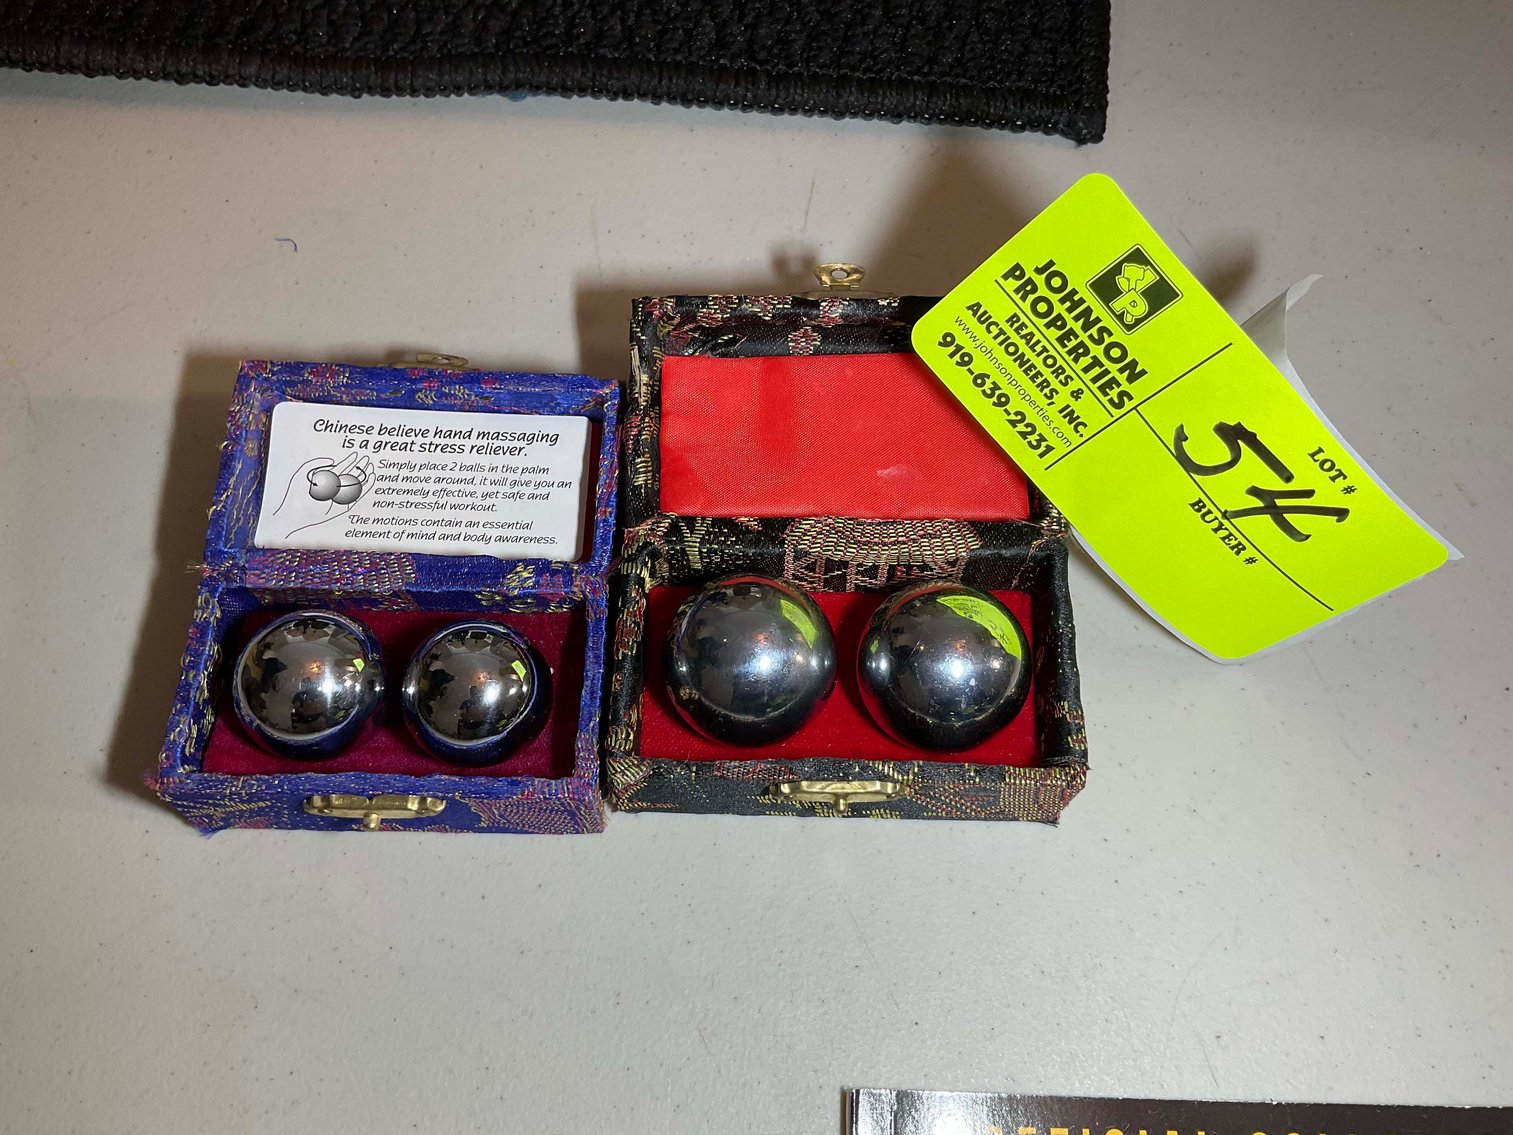 Chinese believe hand massaging
is a great stress reliever.
Simply place 2 balls in the palm
and move around, it will give you an
extremely effective, yet safe and
non-stressful workout.
The motions contain an essential
element of mind and body awareness.
JOHNSON
PROPERTIES
REALTORS &
AUCTIONEERS, INC.
www.johnsonproperties.com
919-639-2231
LOT #
54
BUYER #